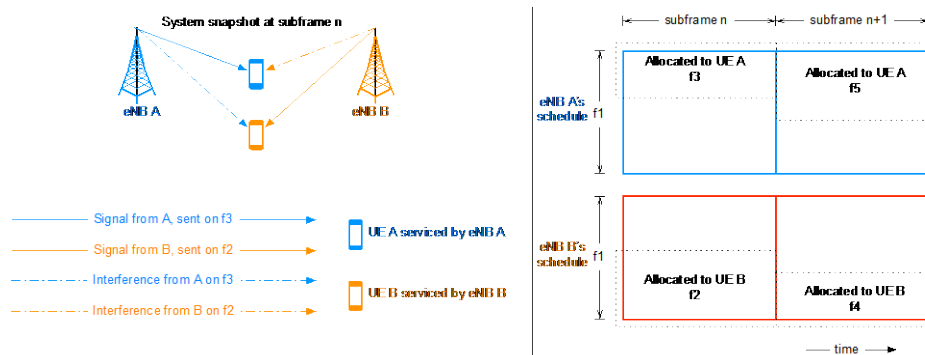 System snapshot at subframe n
eNB A
eNB B
Signal from A, sent on f3
Signal from B, sent on f2
Interference from A on f3
Interference from B on f2
UE A serviced by eNB A
UE B serviced by eNB B
subframe n
subframe n+1
eNB A's
schedule
f1
Allocated to UE A
f3
Allocated to UE A
f5
eNB B's
schedule
f1
Allocated to UE B
f2
Allocated to UE B
f4
time